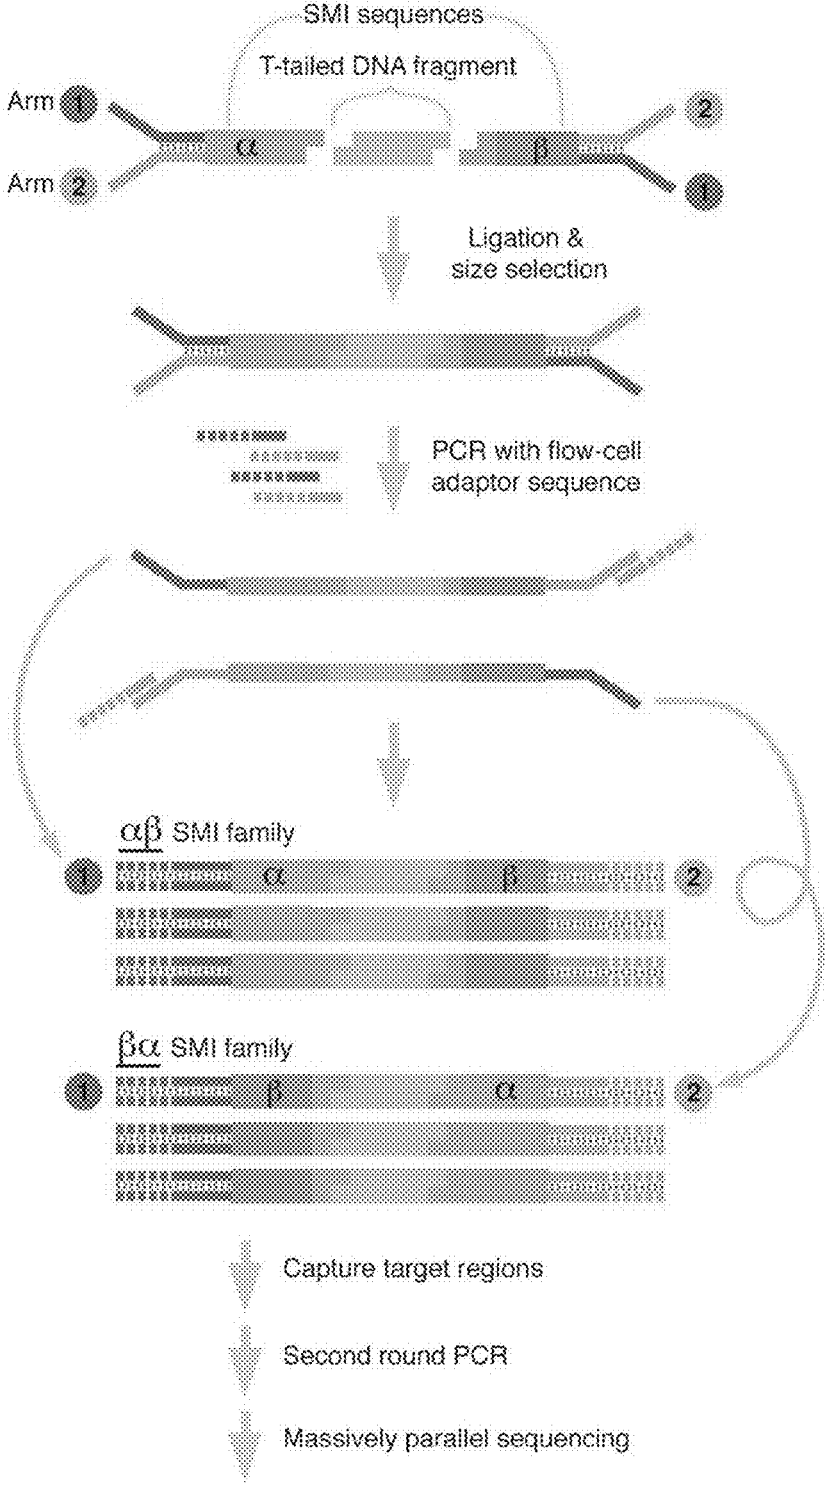 SMI sequences
T-tailed DNA fragment
Arm 1
2
α
β
Arm 2
1
Ligation &
size selection
PCR with flow-cell
adaptor sequence
αβ SMI family
1
α
β
2
βα SMI family
1
β
α
2
Capture target regions
Second round PCR
Massively parallel sequencing